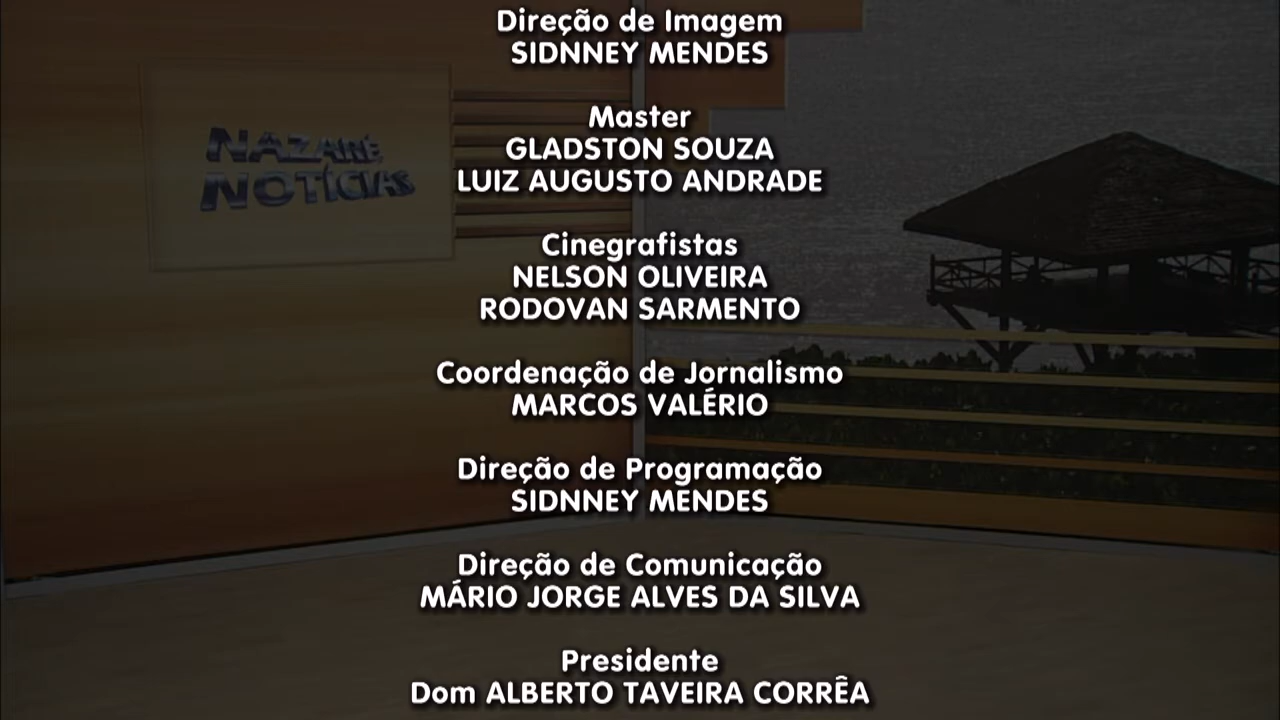 Direção de Imagem
SIDNNEY MENDES
Master
GLADSTON SOUZA
LUIZ AUGUSTO ANDRADE
Cinegrafistas
NELSON OLIVEIRA
RODOVAN SARMENTO
Coordenação de Jornalismo
MARCOS VALÉRIO
Direção de Programação
SIDNNEY MENDES
Direção de Comunicação
MÁRIO JORGE ALVES DA SILVA
Presidente
Dom ALBERTO TAVEIRA CORRÊA
NAZARÉ
NOTÍCIAS